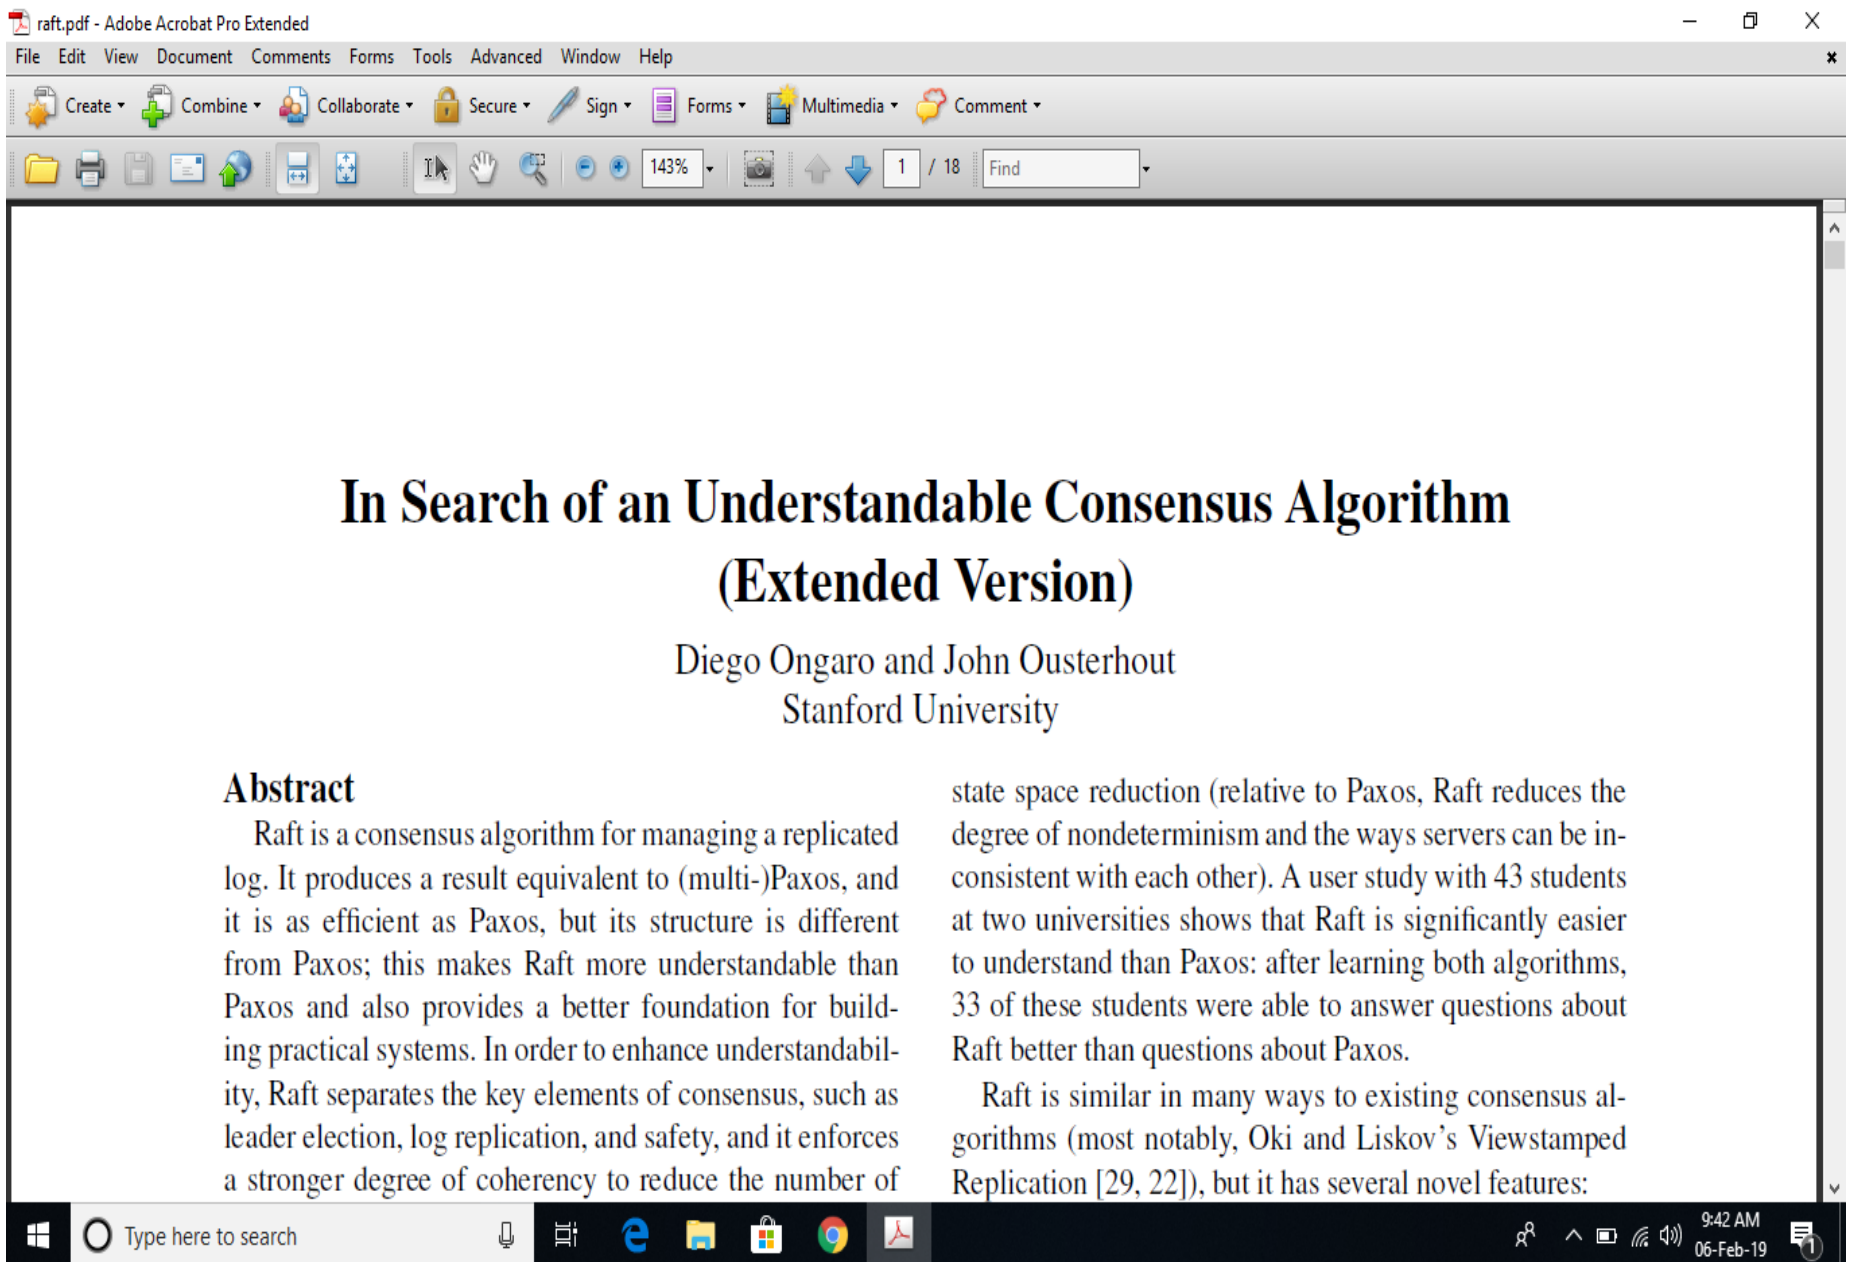 raft.pdf - Adobe Acrobat Pro Extended
File Edit View Document Comments Forms Tools Advanced Window Help
Create Combine Collaborate Secure Sign Forms Multimedia Comment
143% 1 / 18 Find
In Search of an Understandable Consensus Algorithm
(Extended Version)
Diego Ongaro and John Ousterhout
Stanford University
Abstract
Raft is a consensus algorithm for managing a replicated
log. It produces a result equivalent to (multi-)Paxos, and
it is as efficient as Paxos, but its structure is different
from Paxos; this makes Raft more understandable than
Paxos and also provides a better foundation for build-
ing practical systems. In order to enhance understandabil-
ity, Raft separates the key elements of consensus, such as
leader election, log replication, and safety, and it enforces
a stronger degree of coherency to reduce the number of
state space reduction (relative to Paxos, Raft reduces the
degree of nondeterminism and the ways servers can be in-
consistent with each other). A user study with 43 students
at two universities shows that Raft is significantly easier
to understand than Paxos: after learning both algorithms,
33 of these students were able to answer questions about
Raft better than questions about Paxos.
Raft is similar in many ways to existing consensus al-
gorithms (most notably, Oki and Liskov's Viewstamped
Replication [29, 22]), but it has several novel features:
Type here to search
9:42 AM
06-Feb-19
1